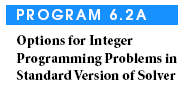 PROGRAM 6.2A
Options for Integer
Programming Problems in
Standard Version of Solver